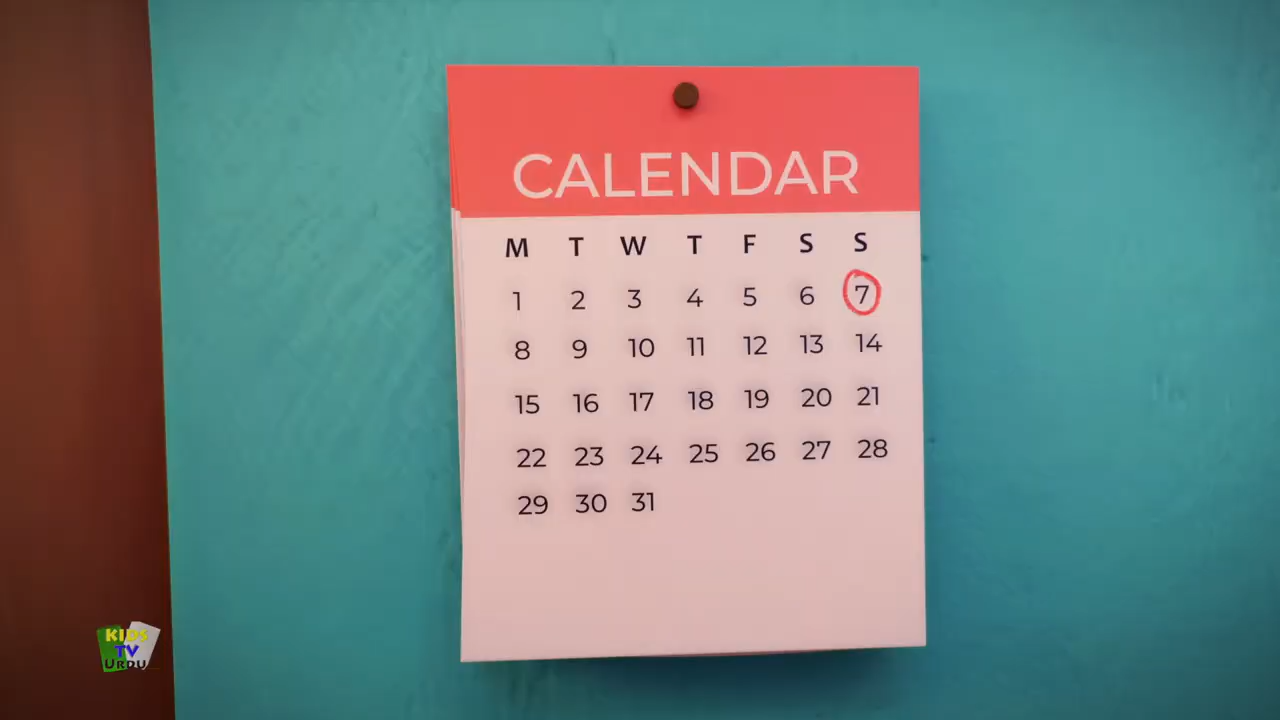 CALENDAR
M T W T F S S
1 2 3 4 5 6 7
8 9 10 11 12 13 14
15 16 17 18 19 20 21
22 23 24 25 26 27 28
29 30 31
KIDS
TV
URDU